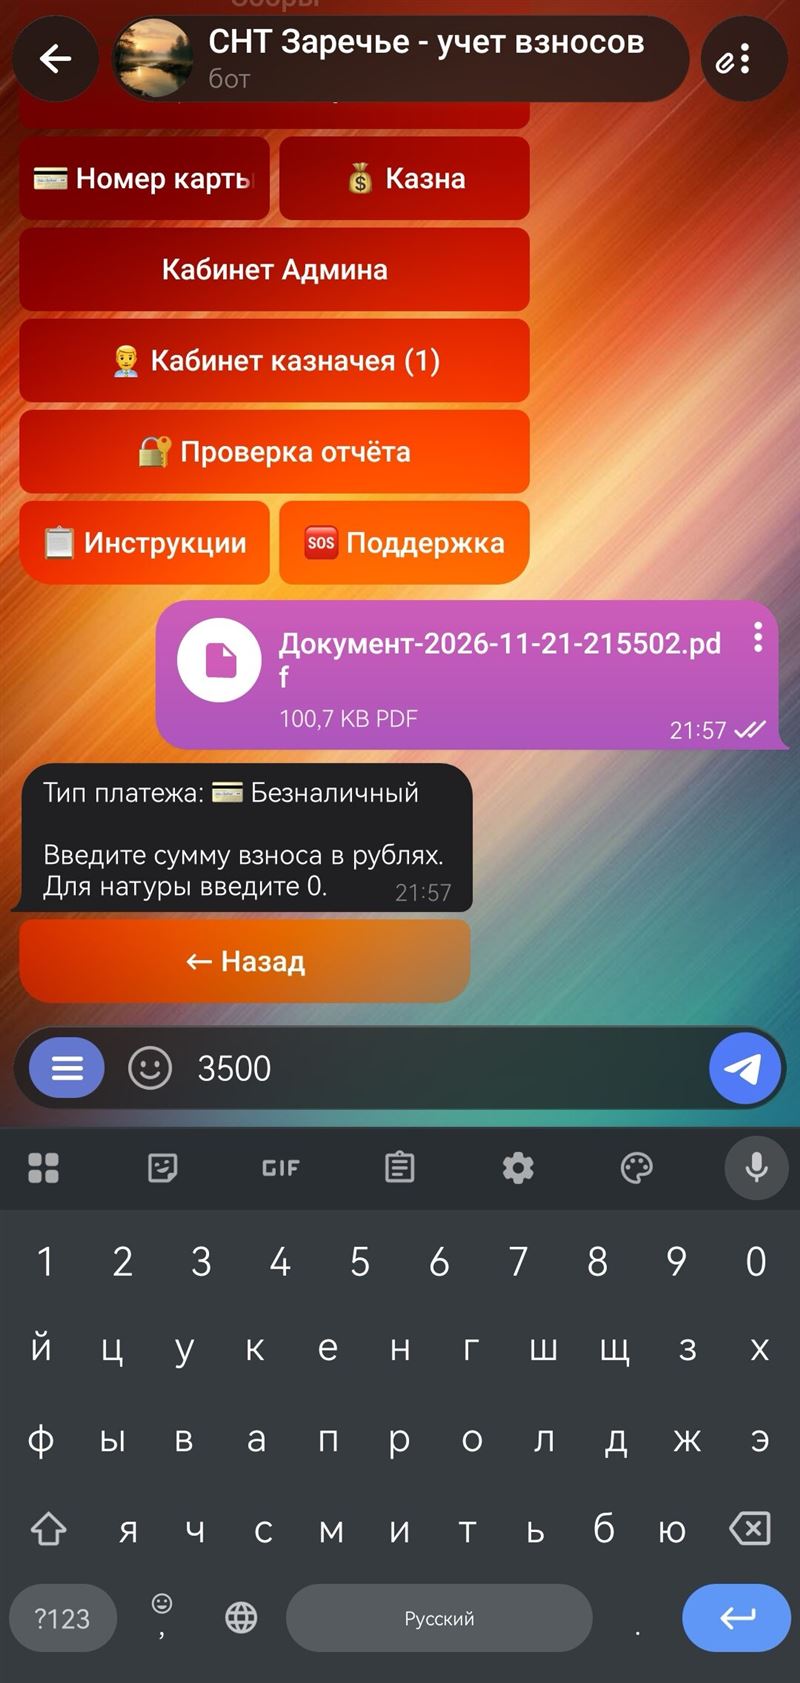 СНТ Заречье - учет взносов
бот
Номер карты
Казна
Кабинет Админа
Кабинет казначея (1)
Проверка отчёта
Инструкции
SOS Поддержка
Документ-2026-11-21-215502.pd
f
100,7 KB PDF
21:57
Тип платежа: 💳 Безналичный
Введите сумму взноса в рублях.
Для натуры введите 0.
21:57
← Назад
3500
GIF
1 2 3 4 5 6 7 8 9 0
й ц у к е н г ш щ з х
ф ы в а п р о л д ж э
я ч с м и т ь б ю
?123 , Русский .